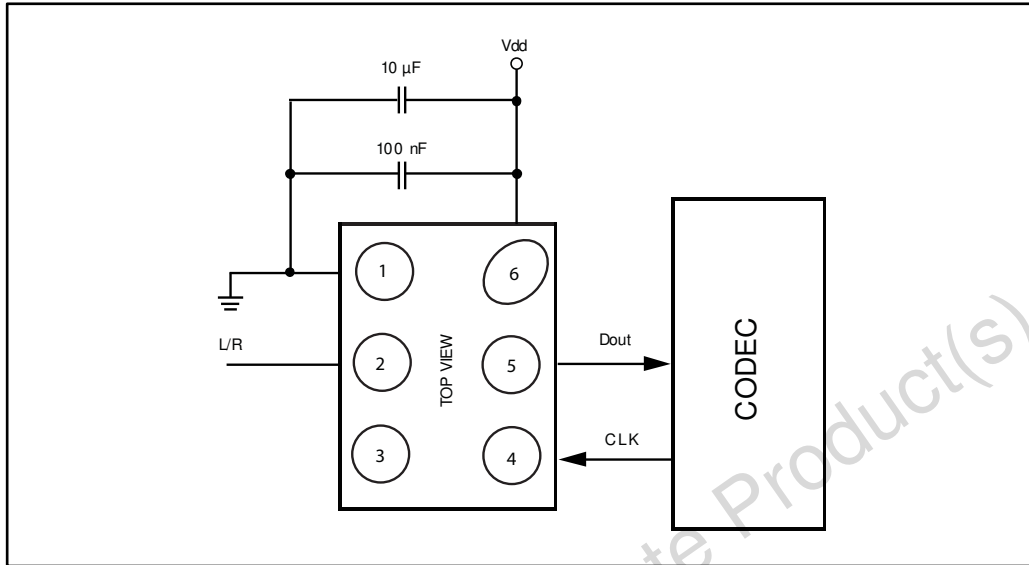 Vdd
10 µF
100 nF
1
6
L/R
2
TOP VIEW
5
Dout
CODEC
3
4
CLK
te Product(s)